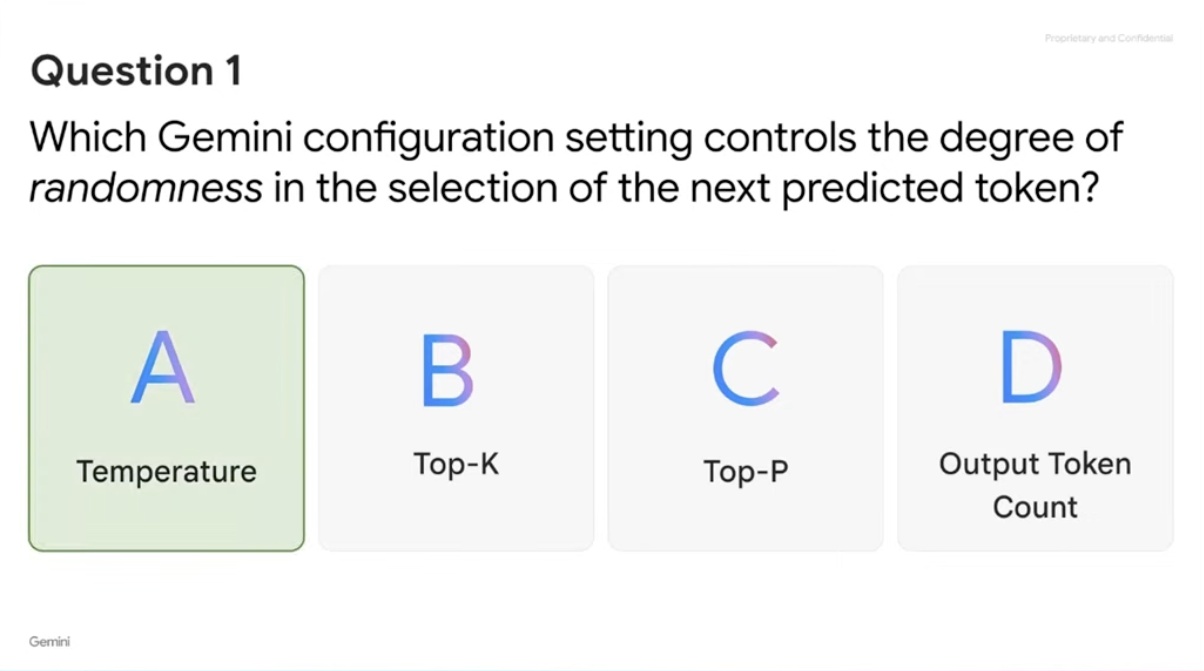 Proprietary and Confidential
Question 1
Which Gemini configuration setting controls the degree of
randomness in the selection of the next predicted token?
A
Temperature
B
Top-K
C
Top-P
D
Output Token
Count
Gemini